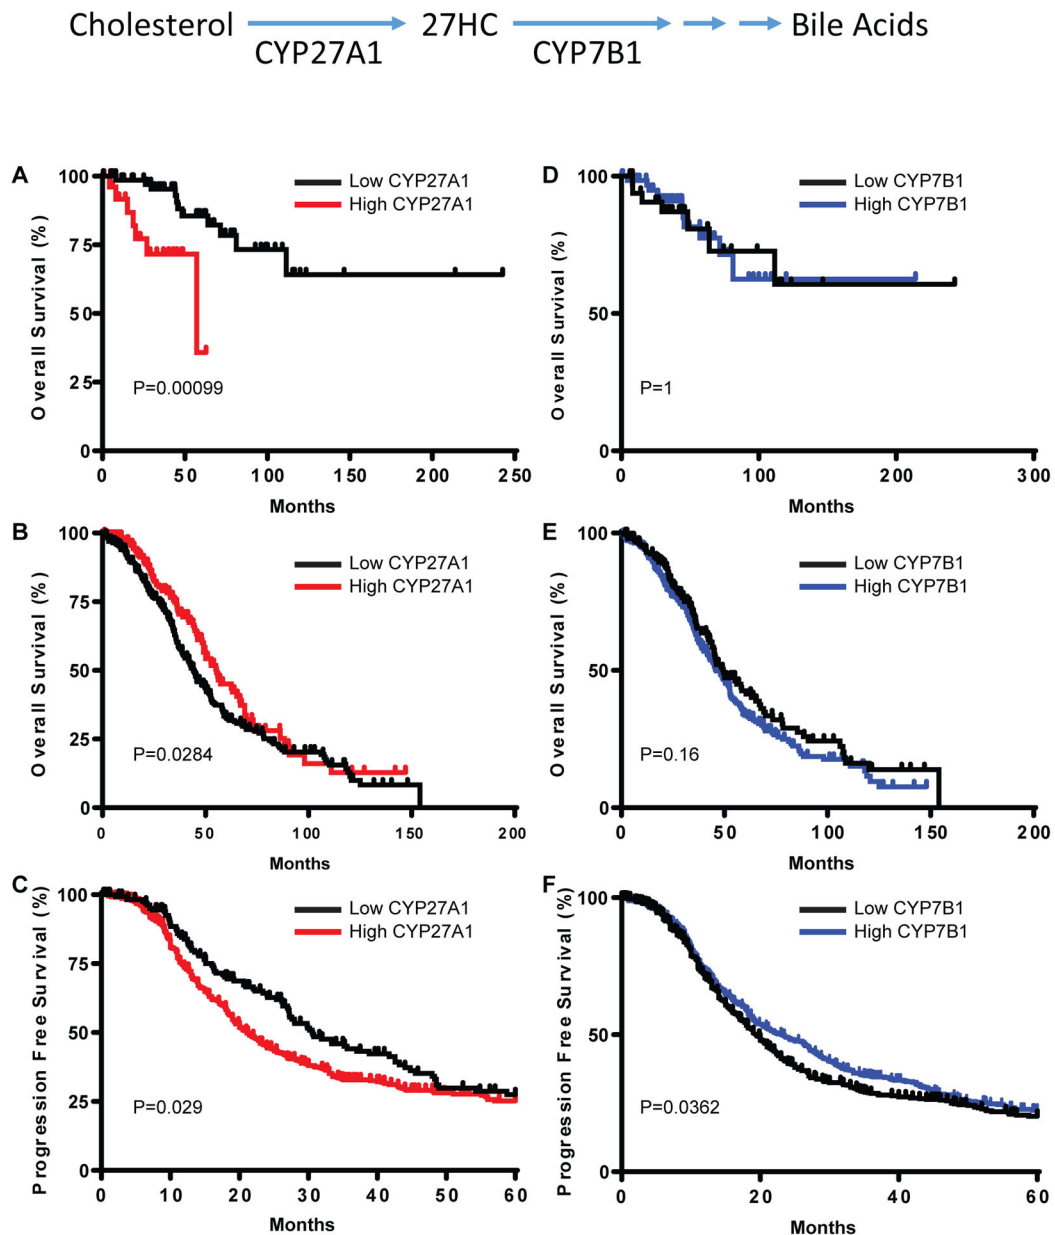 Cholesterol CYP27A1 27HC CYP7B1 Bile Acids
A
Low CYP27A1
High CYP27A1
Overall Survival (%)
100
75
50
25
0
P=0.00099
0 50 100 150 200 250
Months
D
Low CYP7B1
High CYP7B1
Overall Survival (%)
100
50
0
P=1
0 100 200 300
Months
B
Low CYP27A1
High CYP27A1
Overall Survival (%)
100
75
50
25
0
P=0.0284
0 50 100 150 200
Months
E
Low CYP7B1
High CYP7B1
Overall Survival (%)
100
50
0
P=0.16
0 50 100 150 200
Months
C
Low CYP27A1
High CYP27A1
Progression Free Survival (%)
100
75
50
25
0
P=0.029
0 10 20 30 40 50 60
Months
F
Low CYP7B1
High CYP7B1
Progression Free Survival (%)
100
50
0
P=0.0362
0 20 40 60
Months